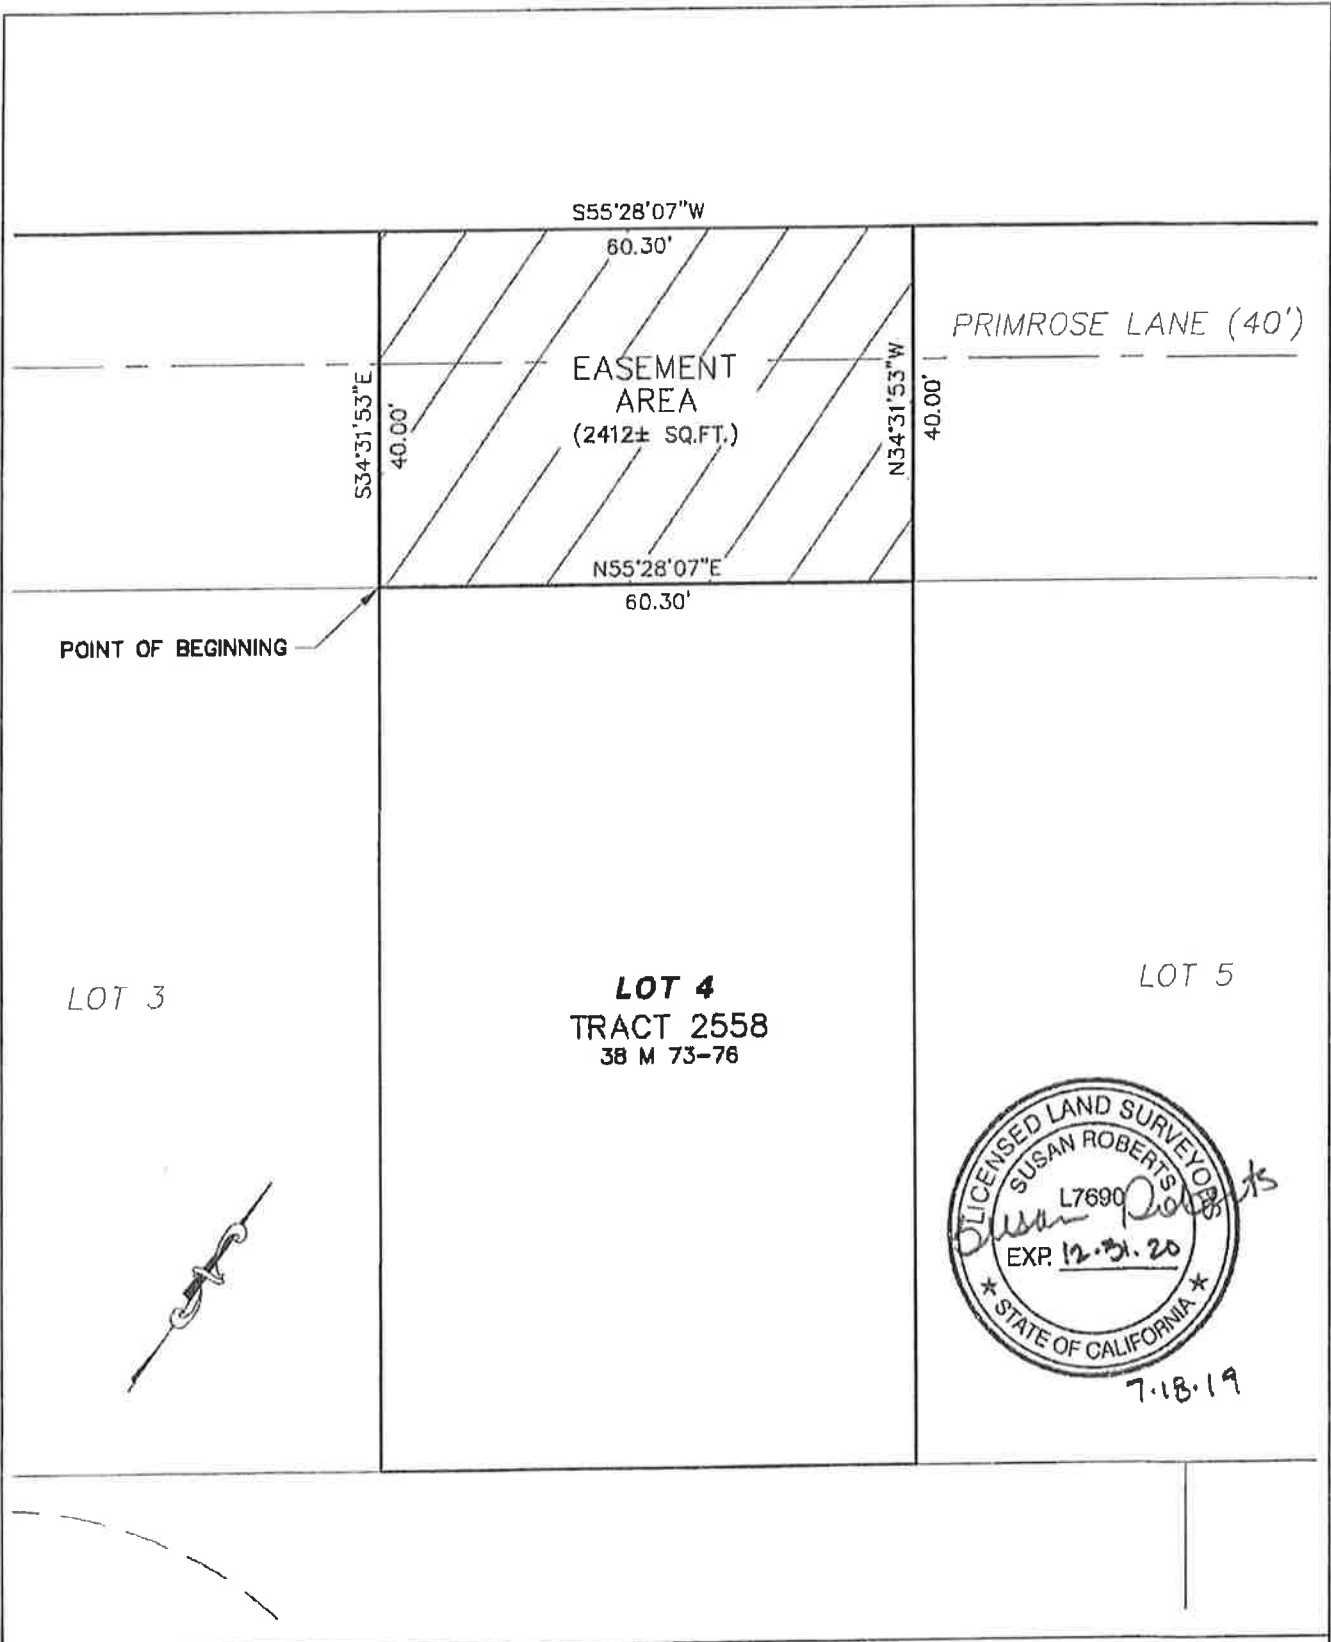 S55°28'07"W
60.30'
PRIMROSE LANE (40')
EASEMENT
AREA
(2412± SQ.FT.)
S34°31'53"E
40.00'
N34°31'53"W
40.00'
N55°28'07"E
60.30'
POINT OF BEGINNING
LOT 3
LOT 4
TRACT 2558
38 M 73-76
LOT 5
LICENSED LAND SURVEYORS
SUSAN ROBERTS
L7690
Susan Roberts
EXP. 12.31.20
STATE OF CALIFORNIA
7.18.19